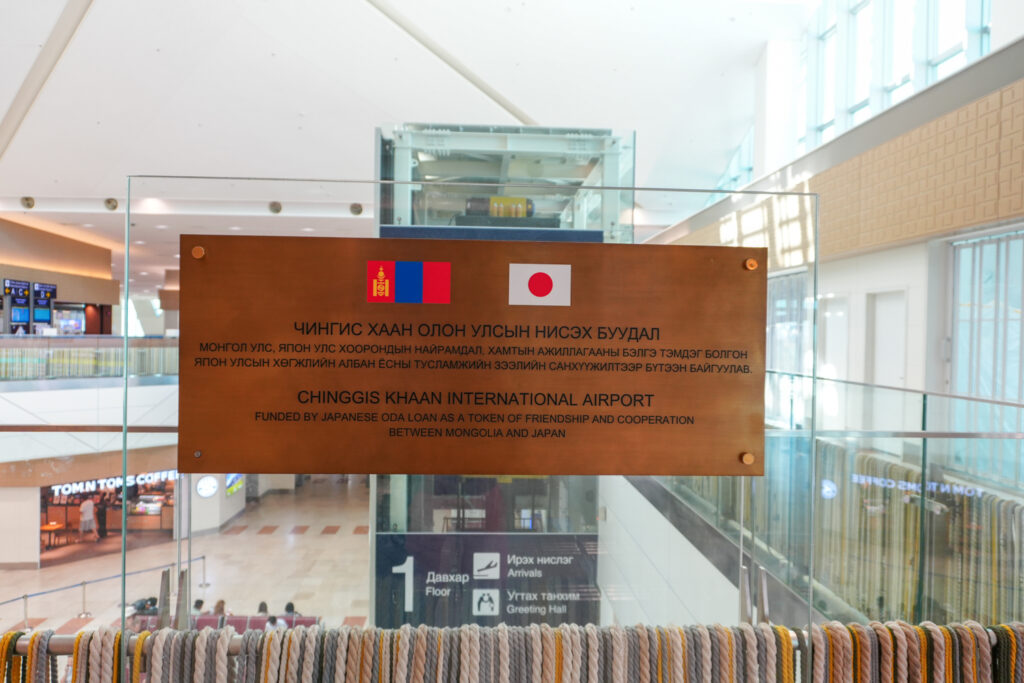 ЧИНГИС ХААН ОЛОН УЛСЫН НИСЭХ БУУДАЛ
МОНГОЛ УЛС, ЯПОН УЛС ХООРОНДЫН НАЙРАМДАЛ, ХАМТЫН АЖИЛЛАГААНЫ БЭЛГЭ ТЭМДЭГ БОЛГОН
ЯПОН УЛСЫН ХӨГЖЛИЙН АЛБАН ЁСНЫ ТУСЛАМЖИЙН ЗЭЭЛИЙН САНХҮҮЖИЛТЭЭР БҮТЭЭН БАЙГУУЛАВ.
CHINGGIS KHAAN INTERNATIONAL AIRPORT
FUNDED BY JAPANESE ODA LOAN AS A TOKEN OF FRIENDSHIP AND COOPERATION
BETWEEN MONGOLIA AND JAPAN
A C
D
TOM N TOMS COFFEE
TOM N TOMS COFFEE
1 Давхар
Floor
Ирэх нислэг
Arrivals
Угтах танхим
Greeting Hall